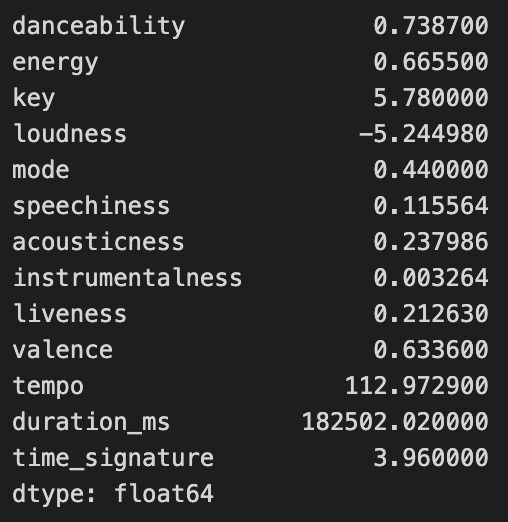 danceability 0.738700
energy 0.665500
key 5.780000
loudness -5.244980
mode 0.440000
speechiness 0.115564
acousticness 0.237986
instrumentalness 0.003264
liveness 0.212630
valence 0.633600
tempo 112.972900
duration_ms 182502.020000
time_signature 3.960000
dtype: float64